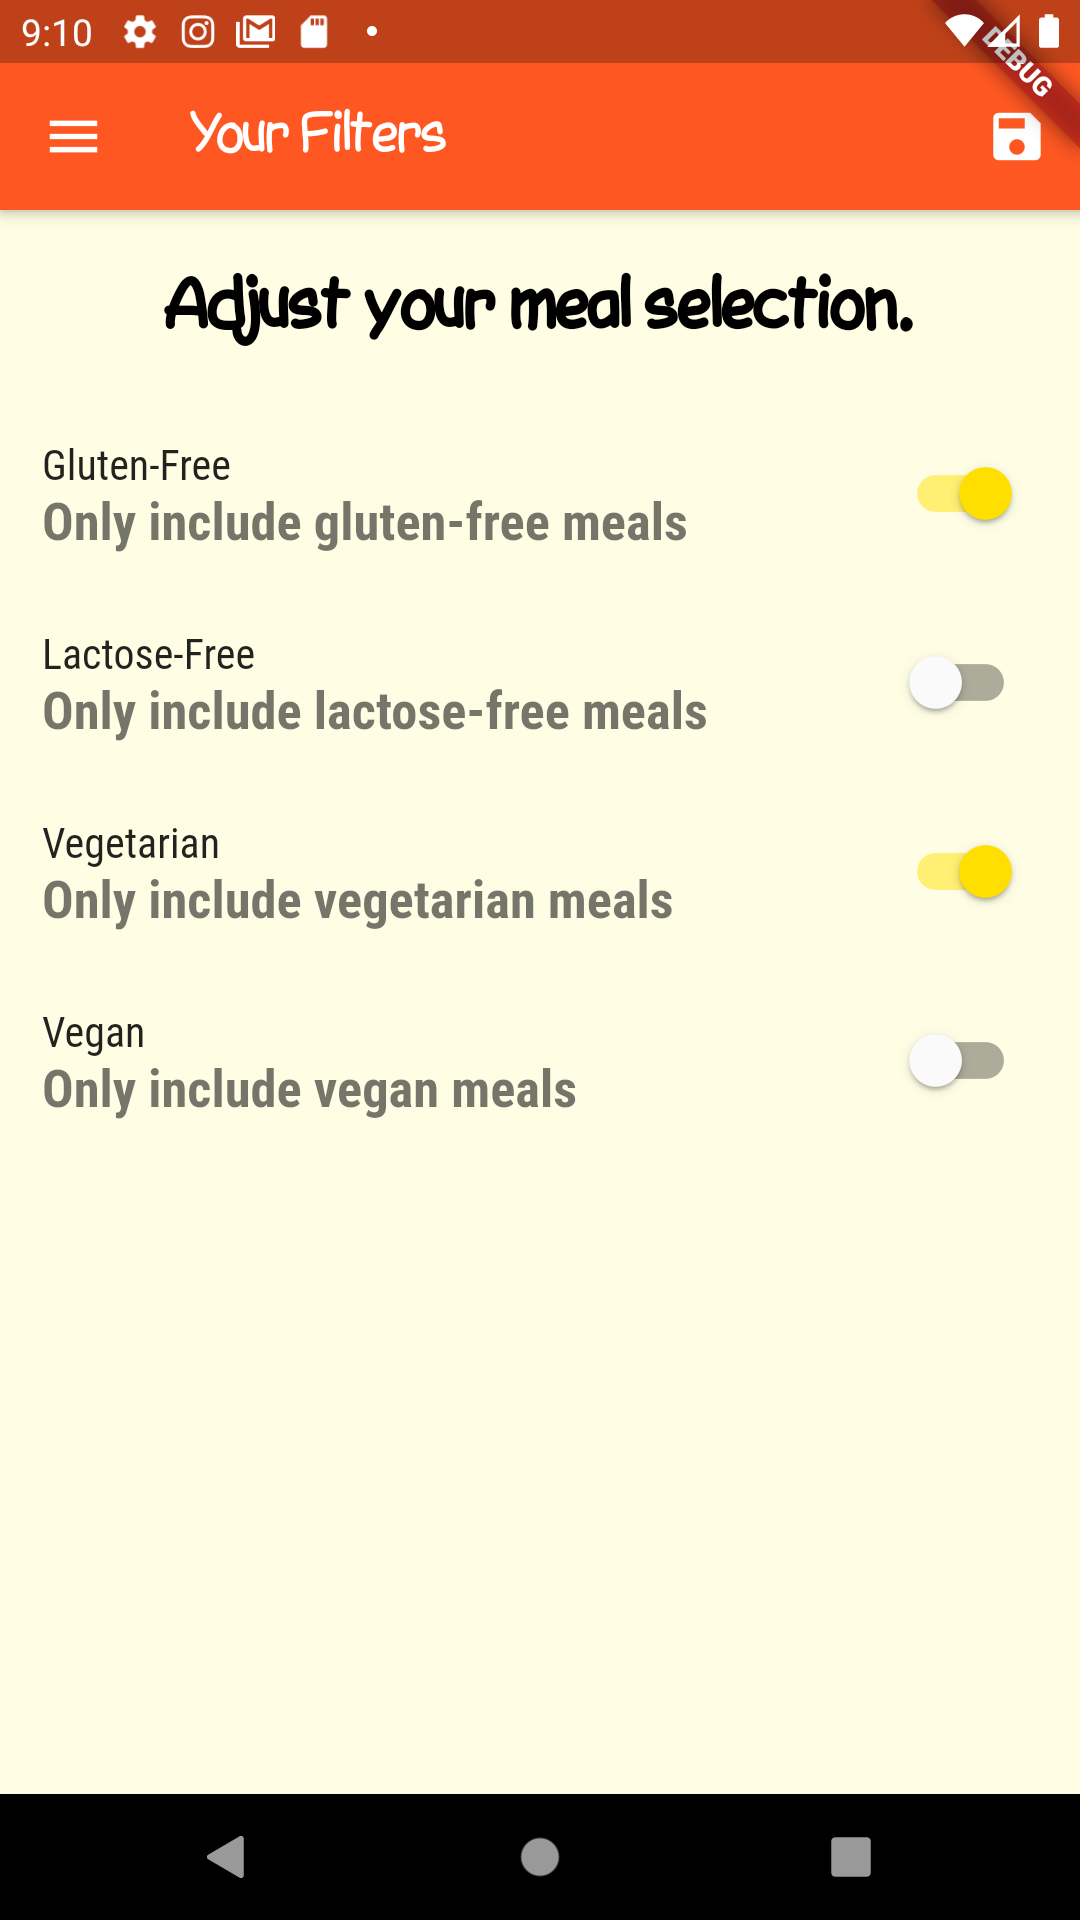 9:10
DEBUG
Your Filters
Adjust your meal selection.
Gluten-Free
Only include gluten-free meals
Lactose-Free
Only include lactose-free meals
Vegetarian
Only include vegetarian meals
Vegan
Only include vegan meals